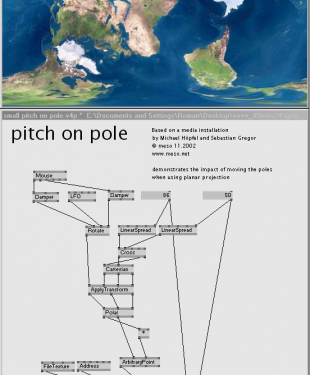 small pitch on pole v4p * C:\Documents and Settings\Roman\Desktop\
pitch on pole
Based on a media installation
by Michael Höpfel and Sebastian Gregor
© meso 11.2002
www.meso.net
demonstrates the impact of moving the poles
when using planar projection
Mouse
Damper
LFO
Damper
86
50
Rotate
LinearSpread
LinearSpread
Cross
Cartesian
ApplyTransform
Polar
*
FileTexture
Address
ArbitraryPoint